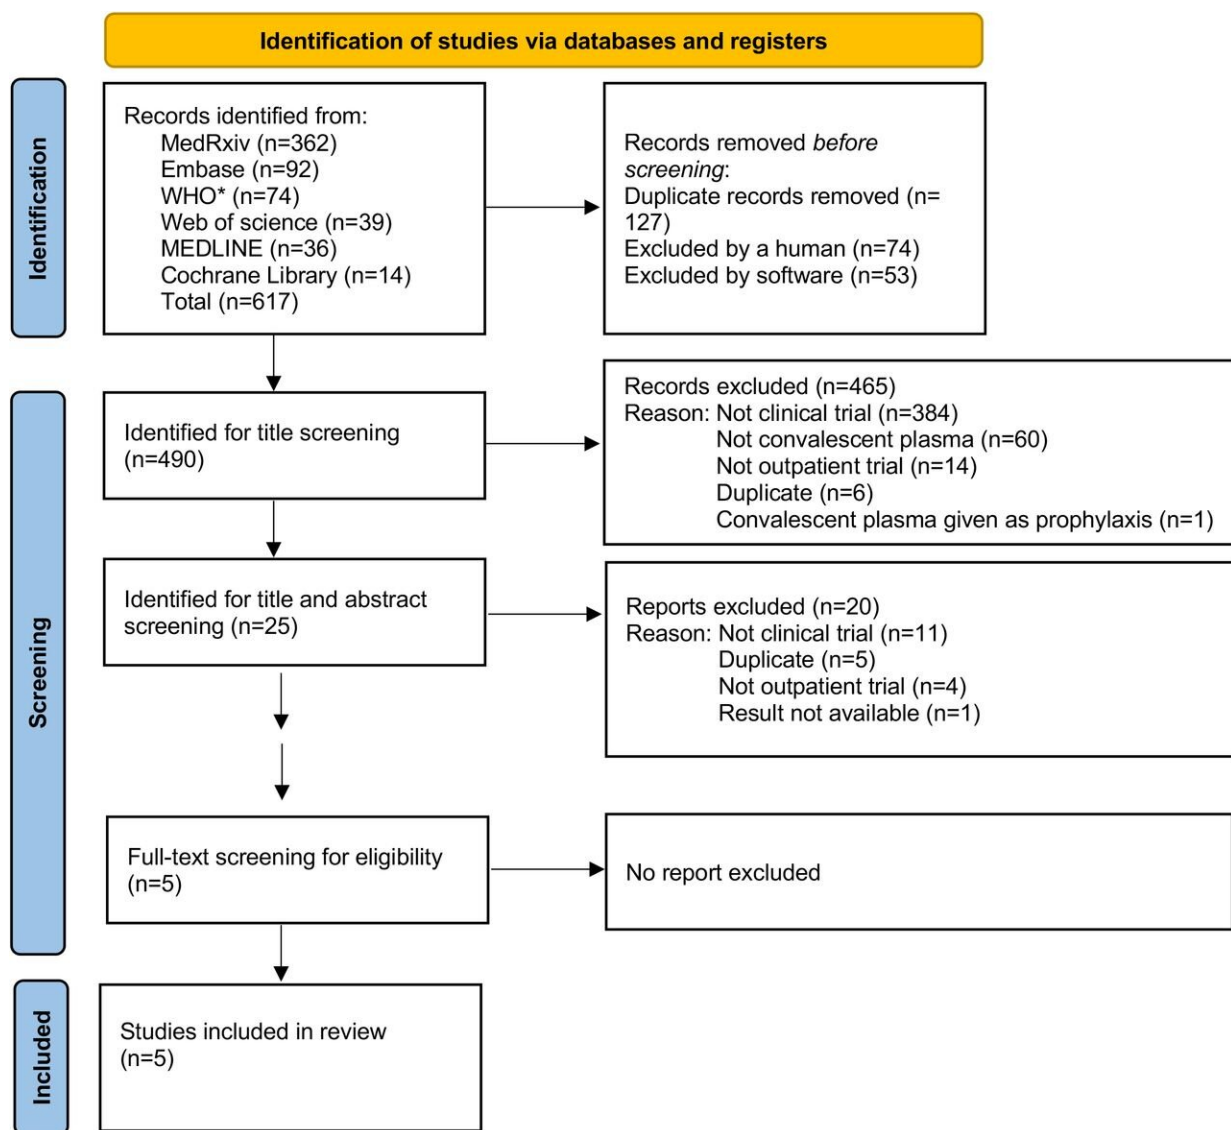 Identification of studies via databases and registers
Identification
Records identified from:
MedRxiv (n=362)
Embase (n=92)
WHO* (n=74)
Web of science (n=39)
MEDLINE (n=36)
Cochrane Library (n=14)
Total (n=617)
Records removed before
screening:
Duplicate records removed (n=
127)
Excluded by a human (n=74)
Excluded by software (n=53)
Screening
Identified for title screening
(n=490)
Records excluded (n=465)
Reason: Not clinical trial (n=384)
Not convalescent plasma (n=60)
Not outpatient trial (n=14)
Duplicate (n=6)
Convalescent plasma given as prophylaxis (n=1)
Identified for title and abstract
screening (n=25)
Reports excluded (n=20)
Reason: Not clinical trial (n=11)
Duplicate (n=5)
Not outpatient trial (n=4)
Result not available (n=1)
Full-text screening for eligibility
(n=5)
No report excluded
Included
Studies included in review
(n=5)